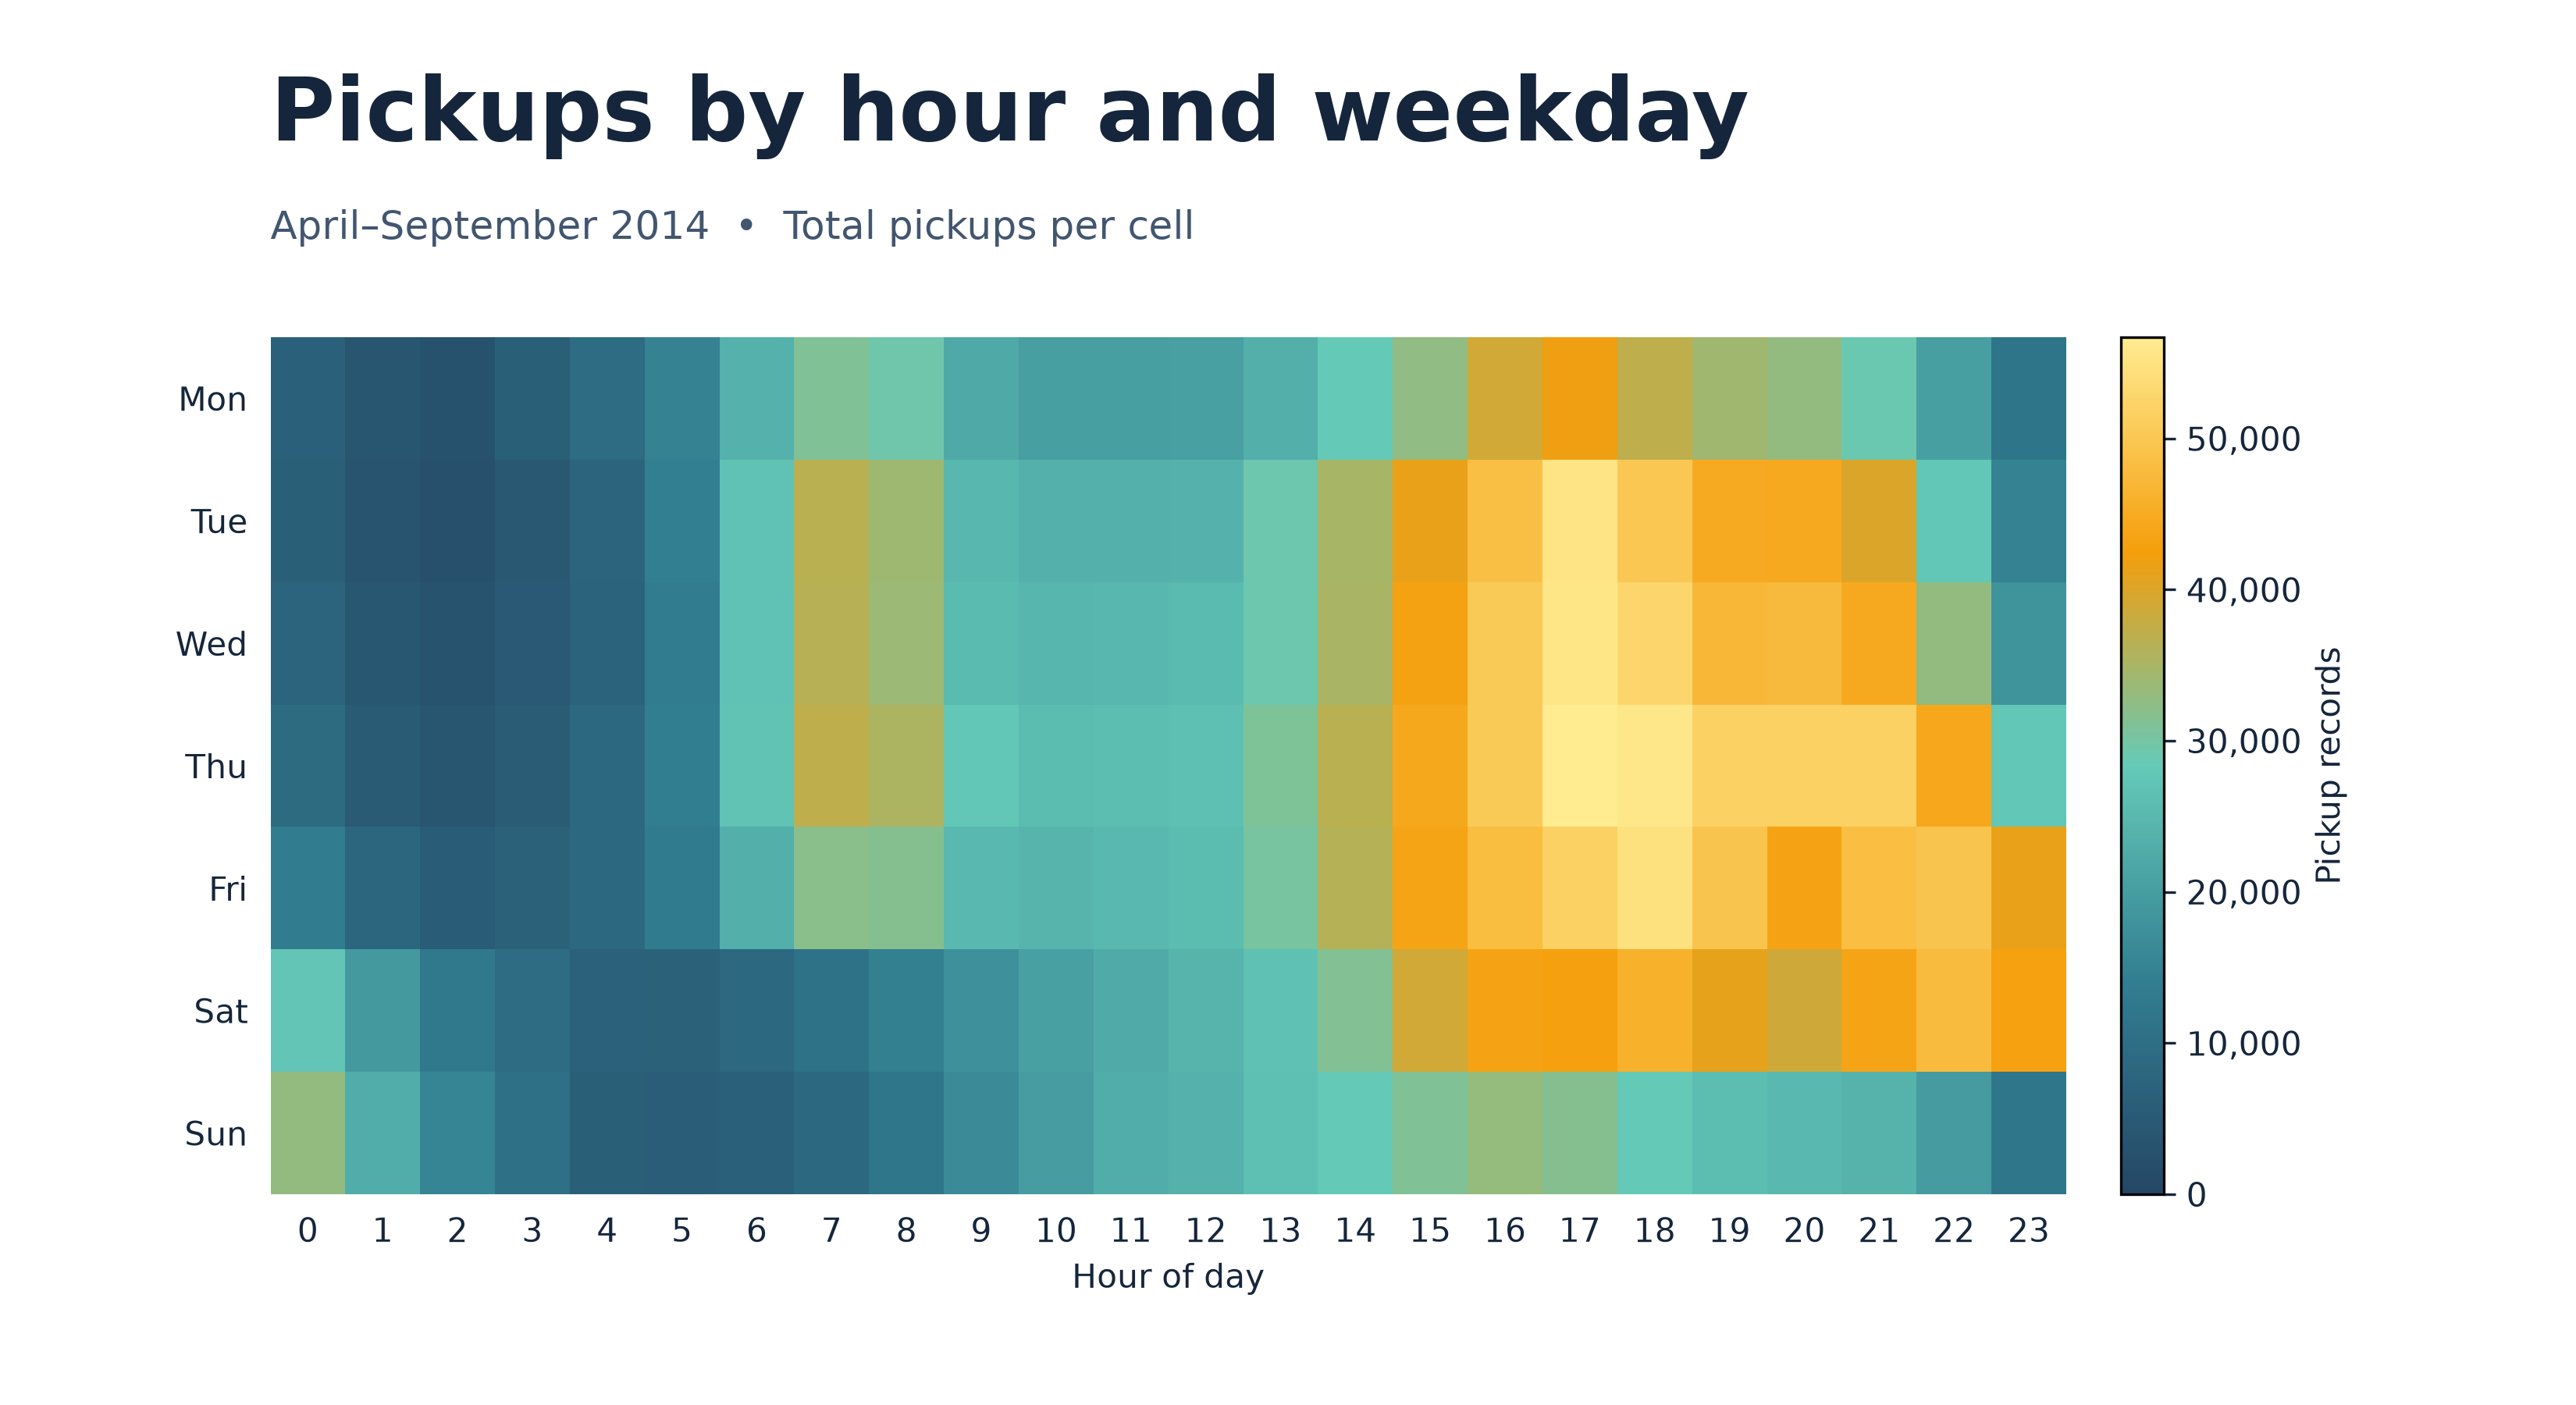 Pickups by hour and weekday
April–September 2014 • Total pickups per cell
Mon
Tue
Wed
Thu
Fri
Sat
Sun
0 1 2 3 4 5 6 7 8 9 10 11 12 13 14 15 16 17 18 19 20 21 22 23
Hour of day
50,000
40,000
30,000
20,000
10,000
0
Pickup records